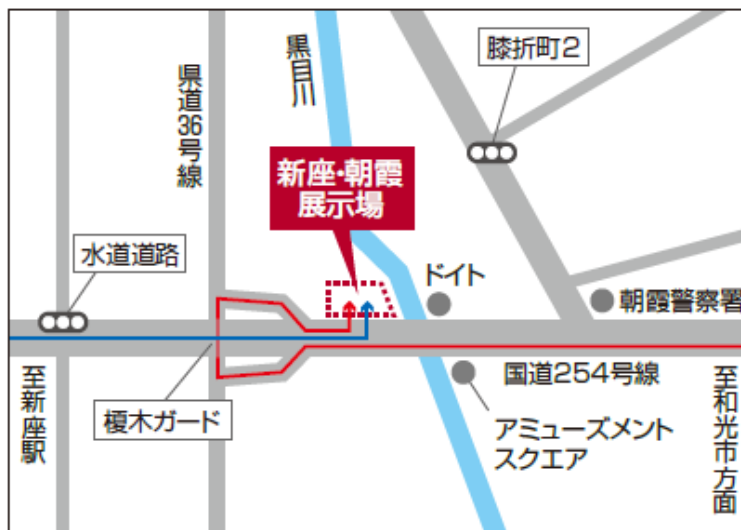 黒目川
膝折町2
県道36号線
新座・朝霞
展示場
水道道路
ドイト
朝霞警察署
国道254号線
至新座駅
榎木ガード
アミューズメント
スクエア
至和光市方面